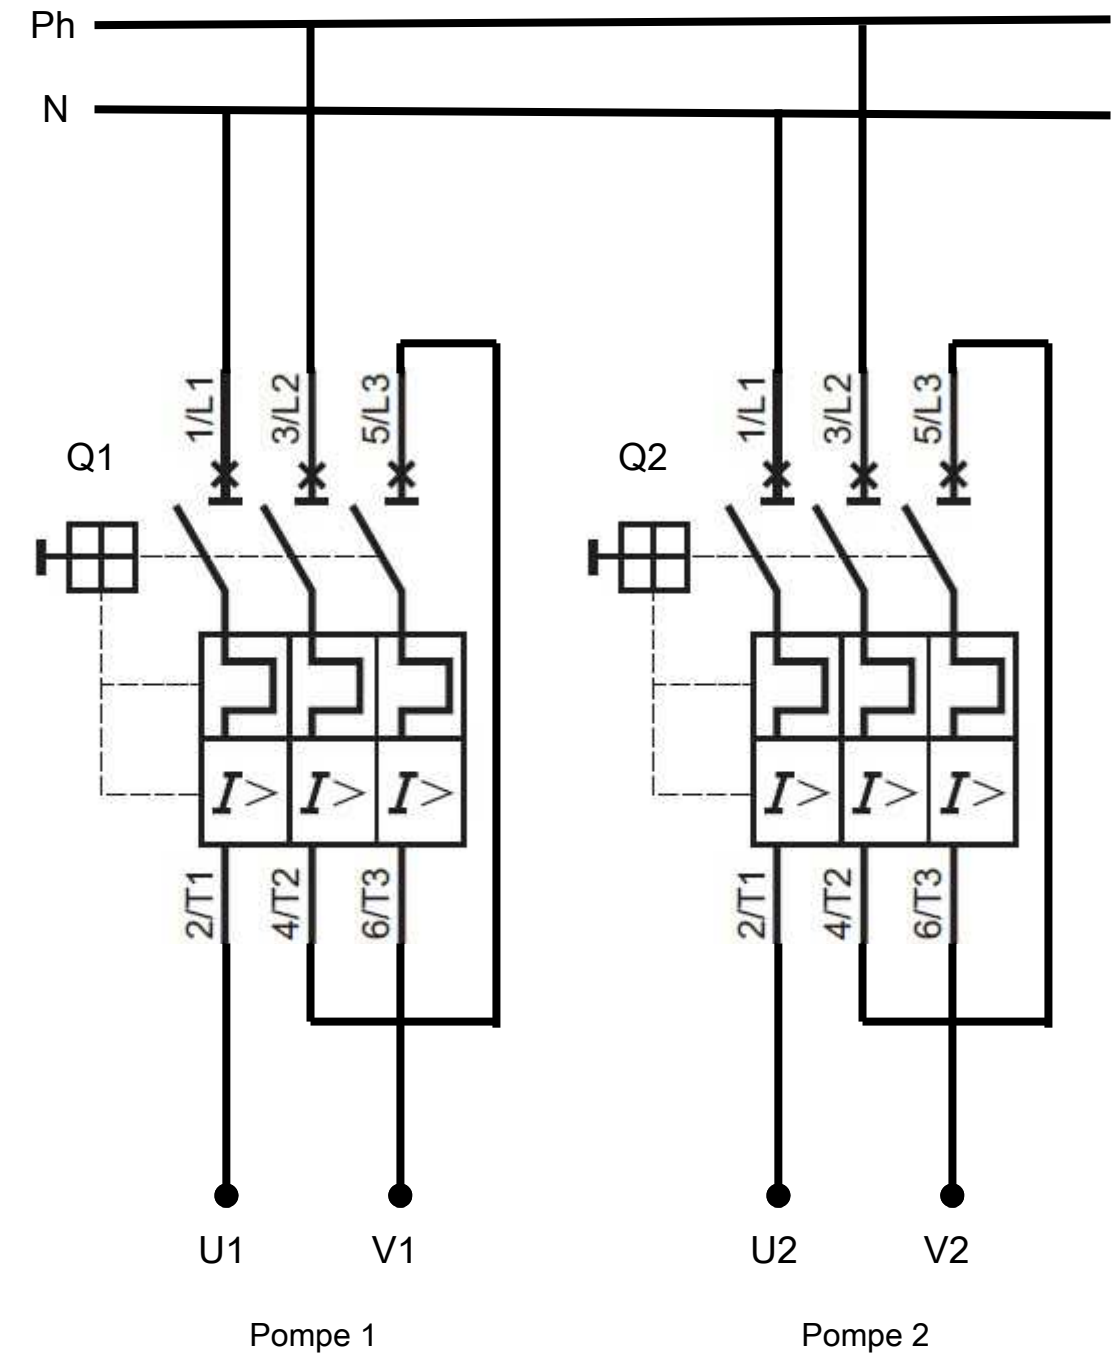 Ph
N
1/L1
3/L2
5/L3
1/L1
3/L2
5/L3
Q1
Q2
I>
I>
I>
I>
I>
I>
2/T1
4/T2
6/T3
2/T1
4/T2
6/T3
U1
V1
U2
V2
Pompe 1
Pompe 2